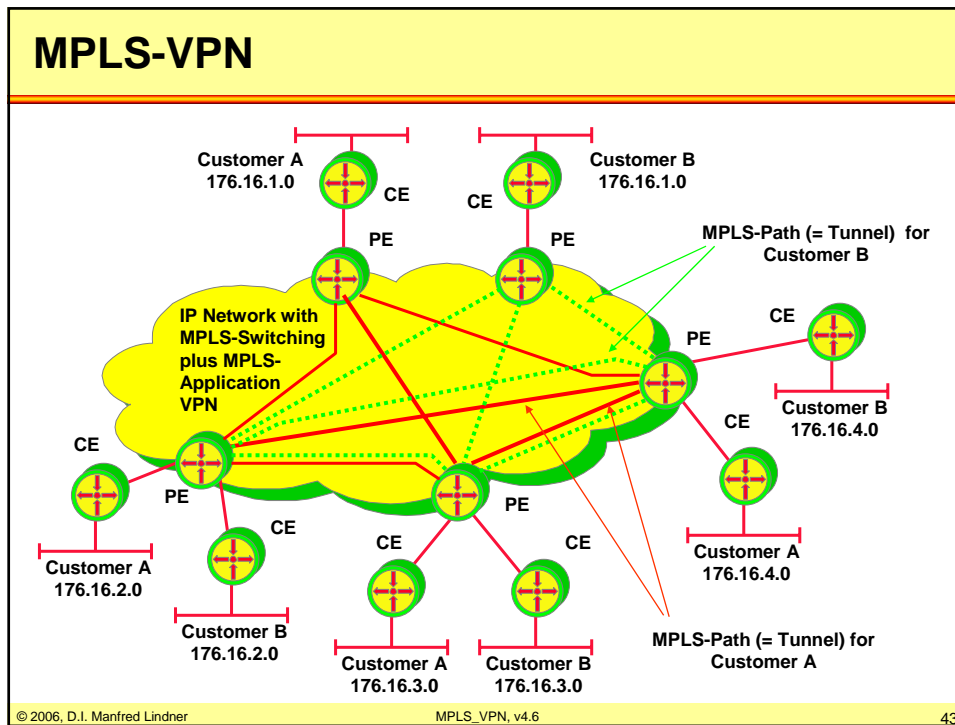 MPLS-VPN
Customer A
176.16.1.0
CE
PE
Customer B
176.16.1.0
CE
PE
MPLS-Path (= Tunnel) for
Customer B
IP Network with
MPLS-Switching
plus MPLS-
Application
VPN
CE
PE
Customer B
176.16.4.0
CE
Customer A
176.16.4.0
CE
PE
Customer A
176.16.2.0
CE
Customer B
176.16.2.0
PE
CE
Customer A
176.16.3.0
CE
Customer B
176.16.3.0
MPLS-Path (= Tunnel) for
Customer A
© 2006, D.I. Manfred Lindner
MPLS_VPN, v4.6
43